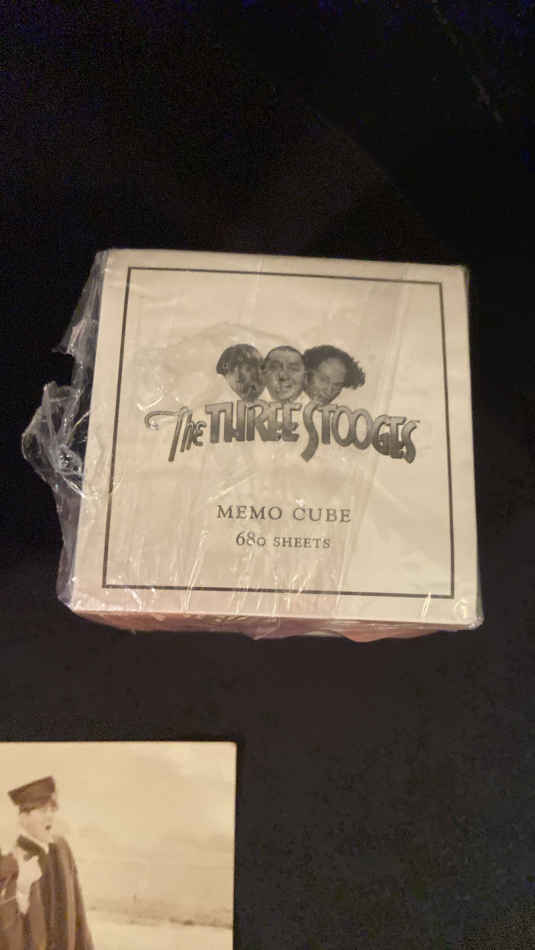 The THREE STOOGES
MEMO CUBE
680 SHEETS